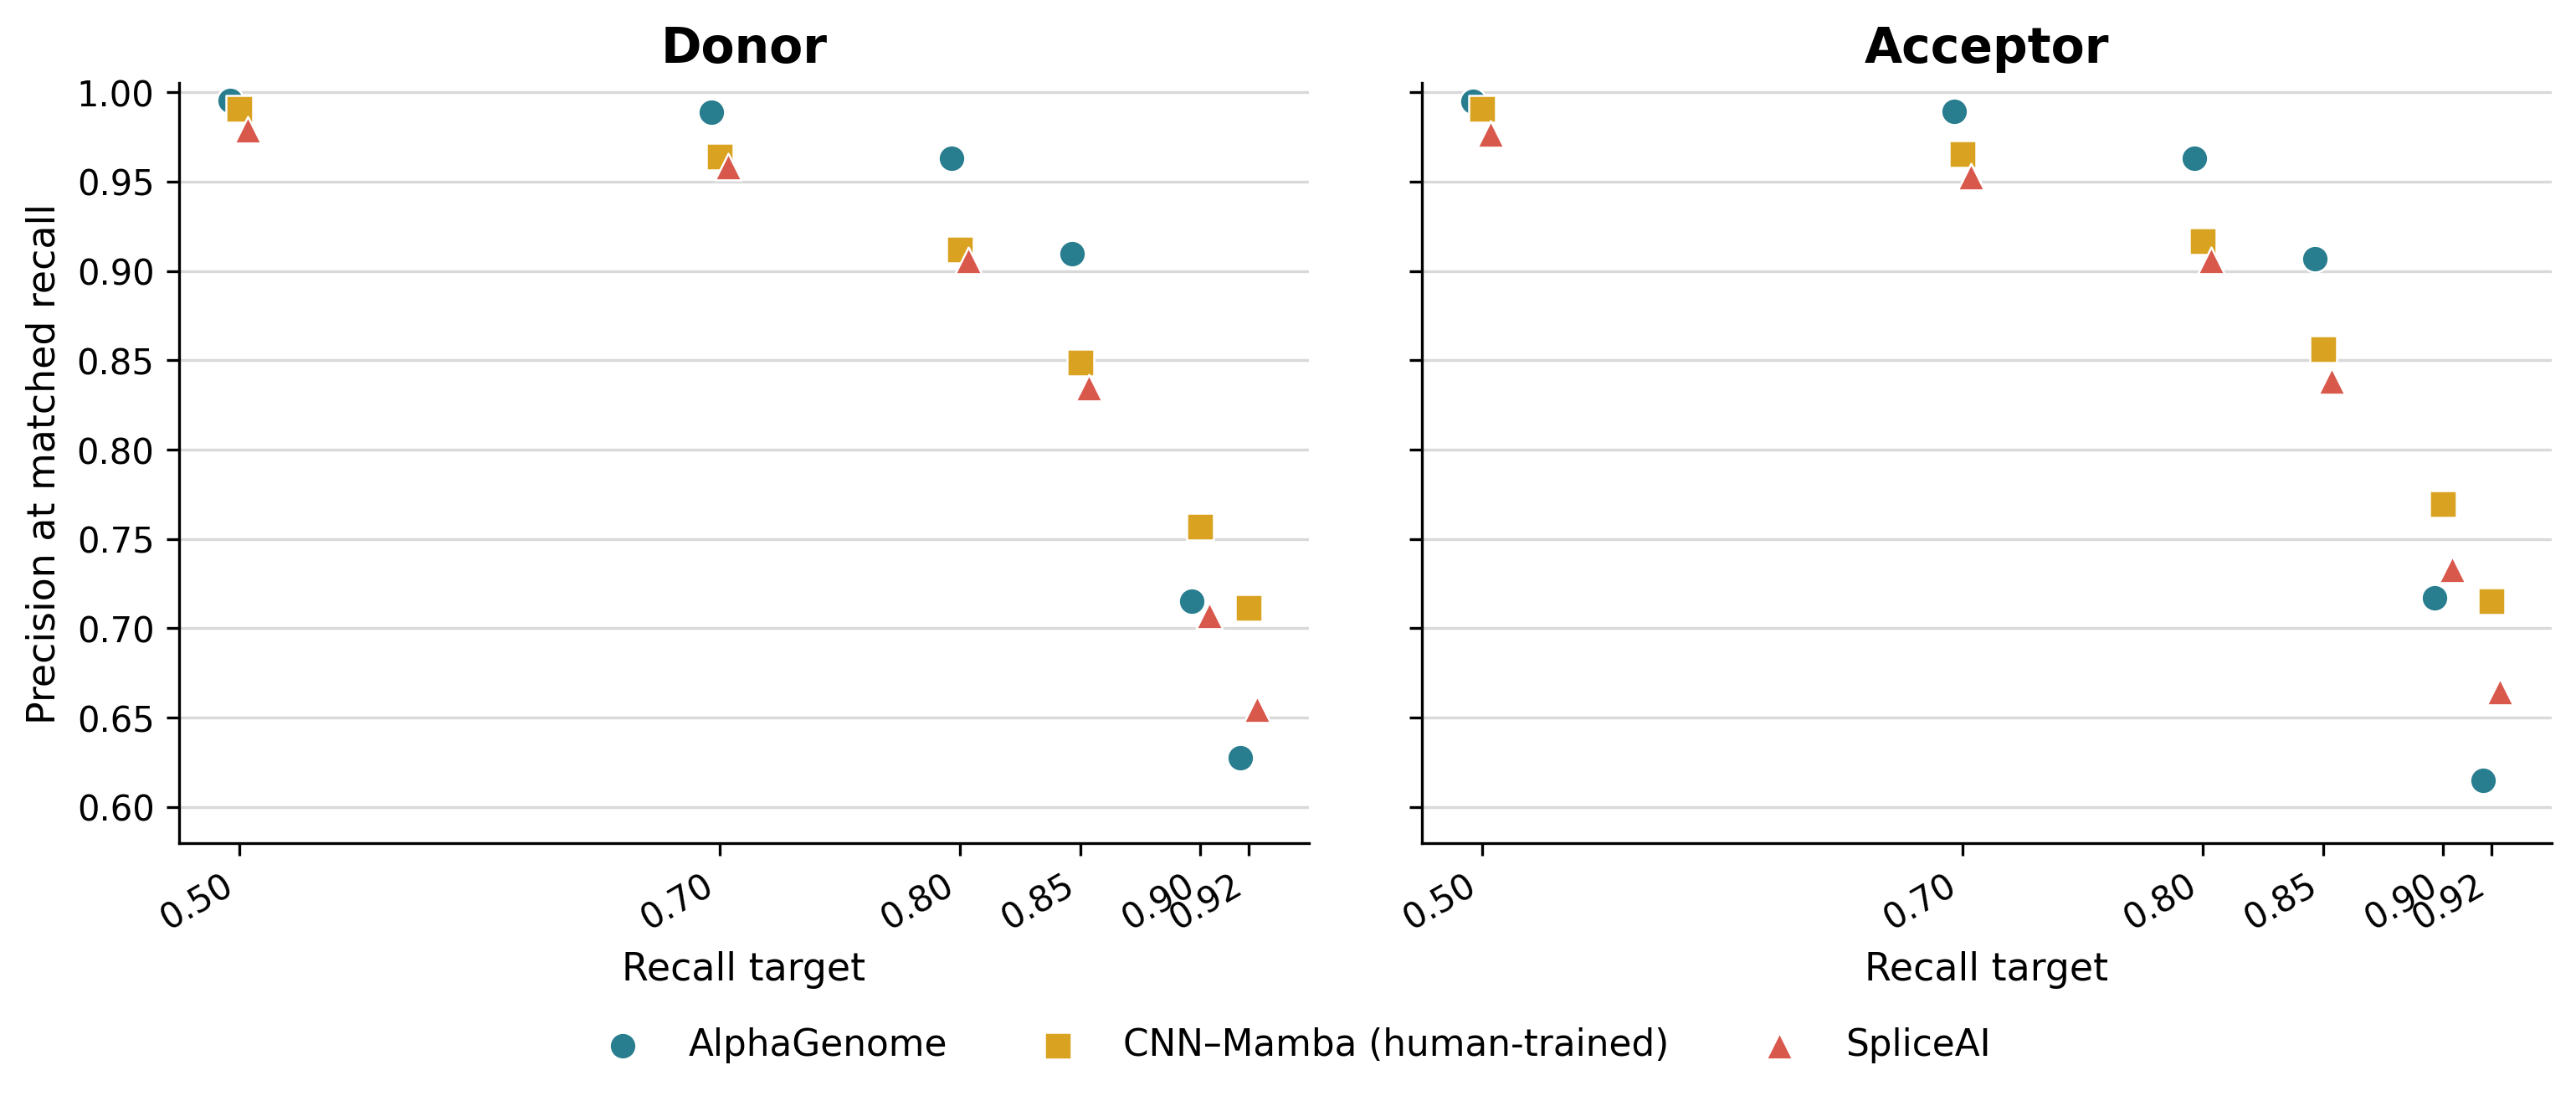 Donor
Acceptor
Precision at matched recall
1.00
0.95
0.90
0.85
0.80
0.75
0.70
0.65
0.60
0.50
0.70
0.80
0.85
0.90
0.92
Recall target
0.50
0.70
0.80
0.85
0.90
0.92
Recall target
AlphaGenome
CNN–Mamba (human-trained)
SpliceAI